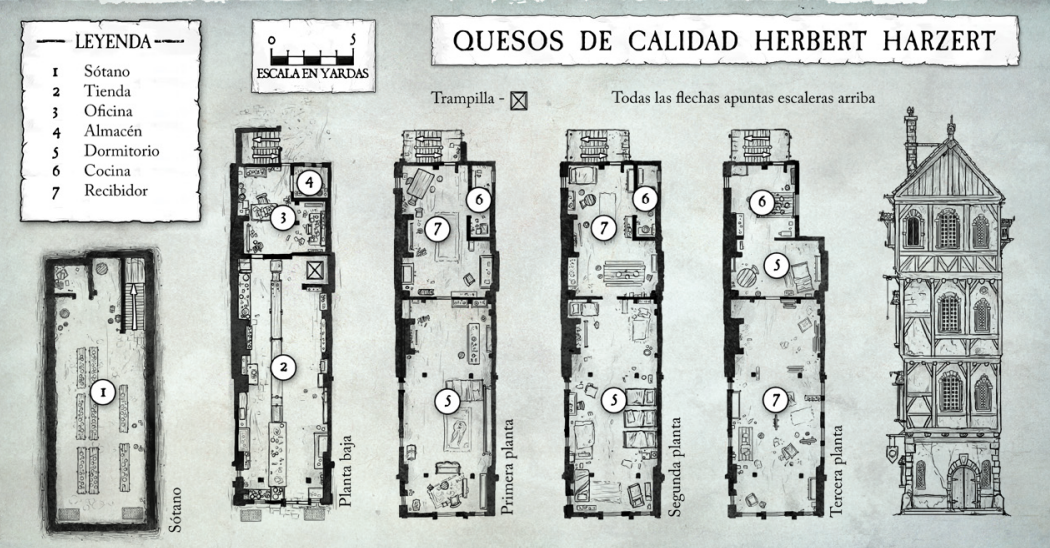 LEYENDA
1 Sótano
2 Tienda
3 Oficina
4 Almacén
5 Dormitorio
6 Cocina
7 Recibidor
0 5
ESCALA EN YARDAS
QUESOS DE CALIDAD HERBERT HARZERT
Trampilla -
Todas las flechas apuntas escaleras arriba
1
Sótano
4
3
2
Planta baja
6
7
5
Primera planta
6
7
5
Segunda planta
6
5
7
Tercera planta